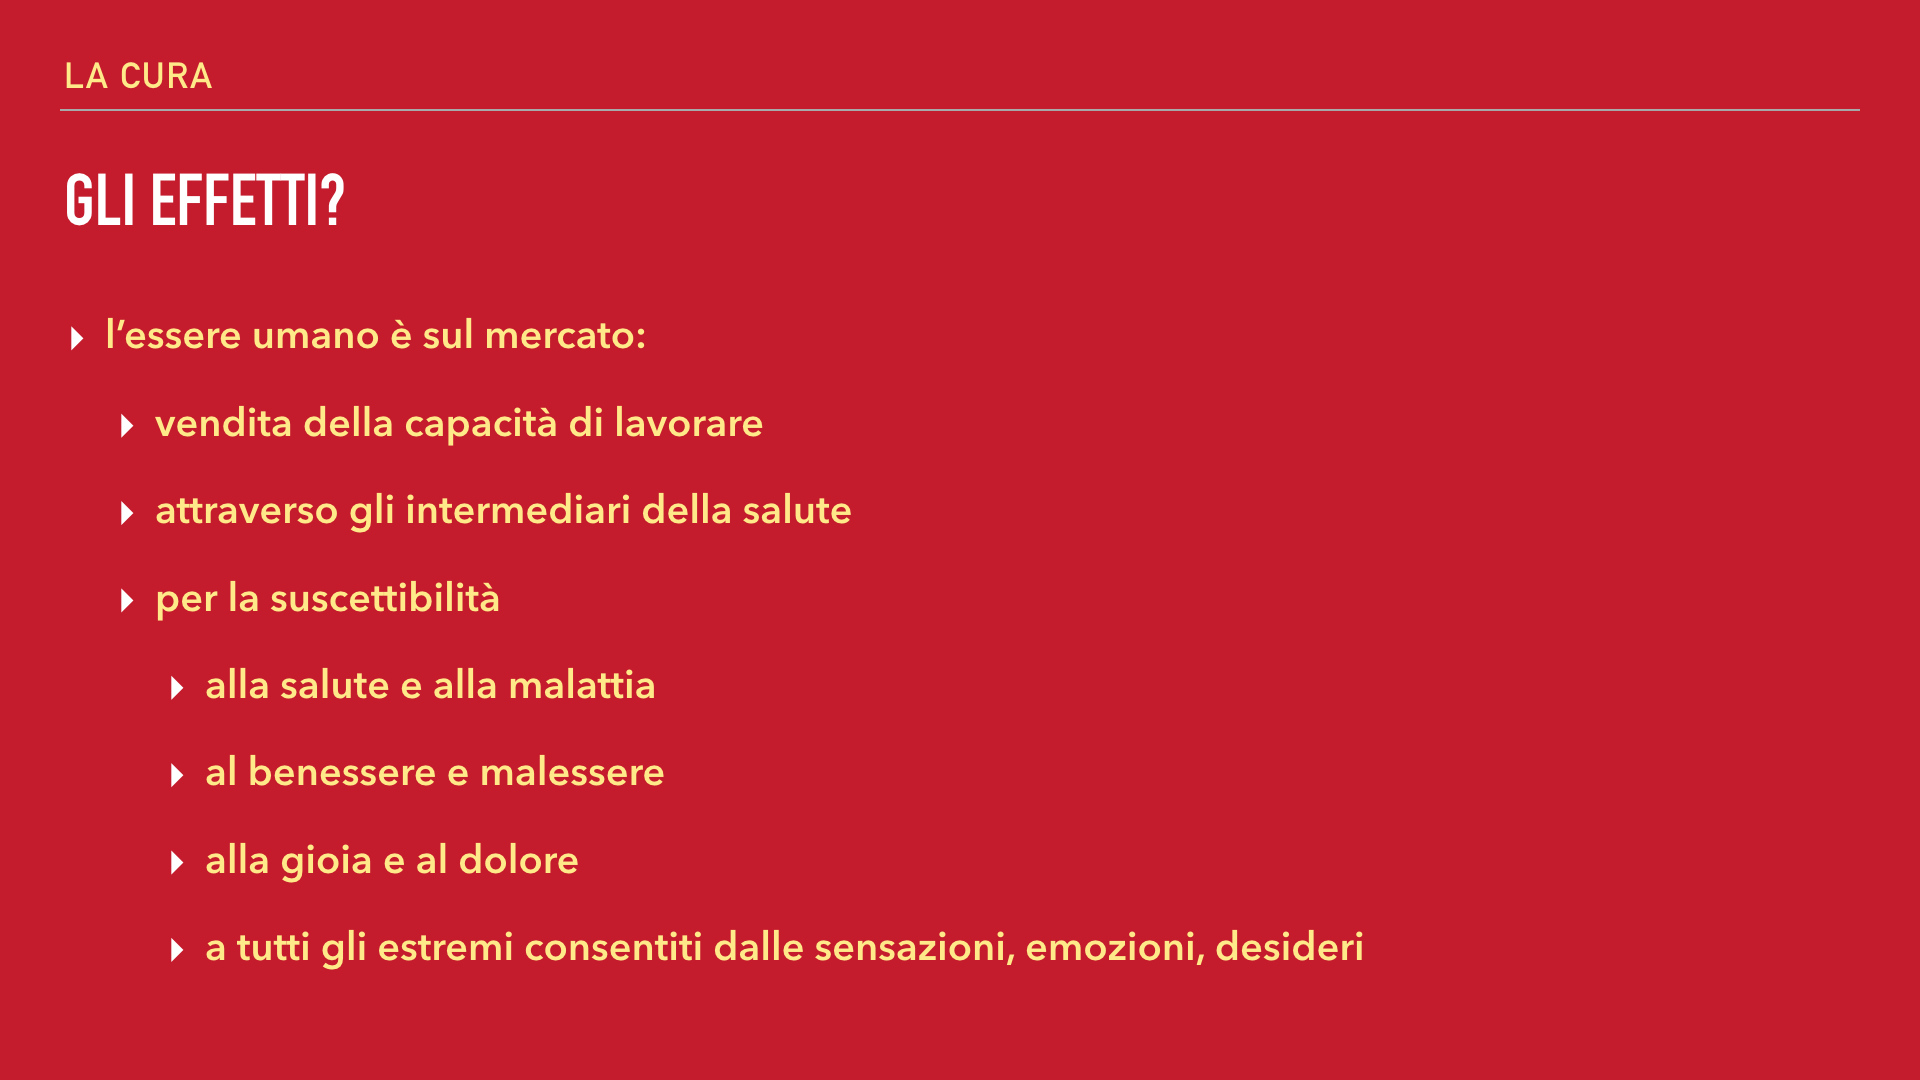 LA CURA
GLI EFFETTI?
▸ l’essere umano è sul mercato:
▸ vendita della capacità di lavorare
▸ attraverso gli intermediari della salute
▸ per la suscettibilità
▸ alla salute e alla malattia
▸ al benessere e malessere
▸ alla gioia e al dolore
▸ a tutti gli estremi consentiti dalle sensazioni, emozioni, desideri